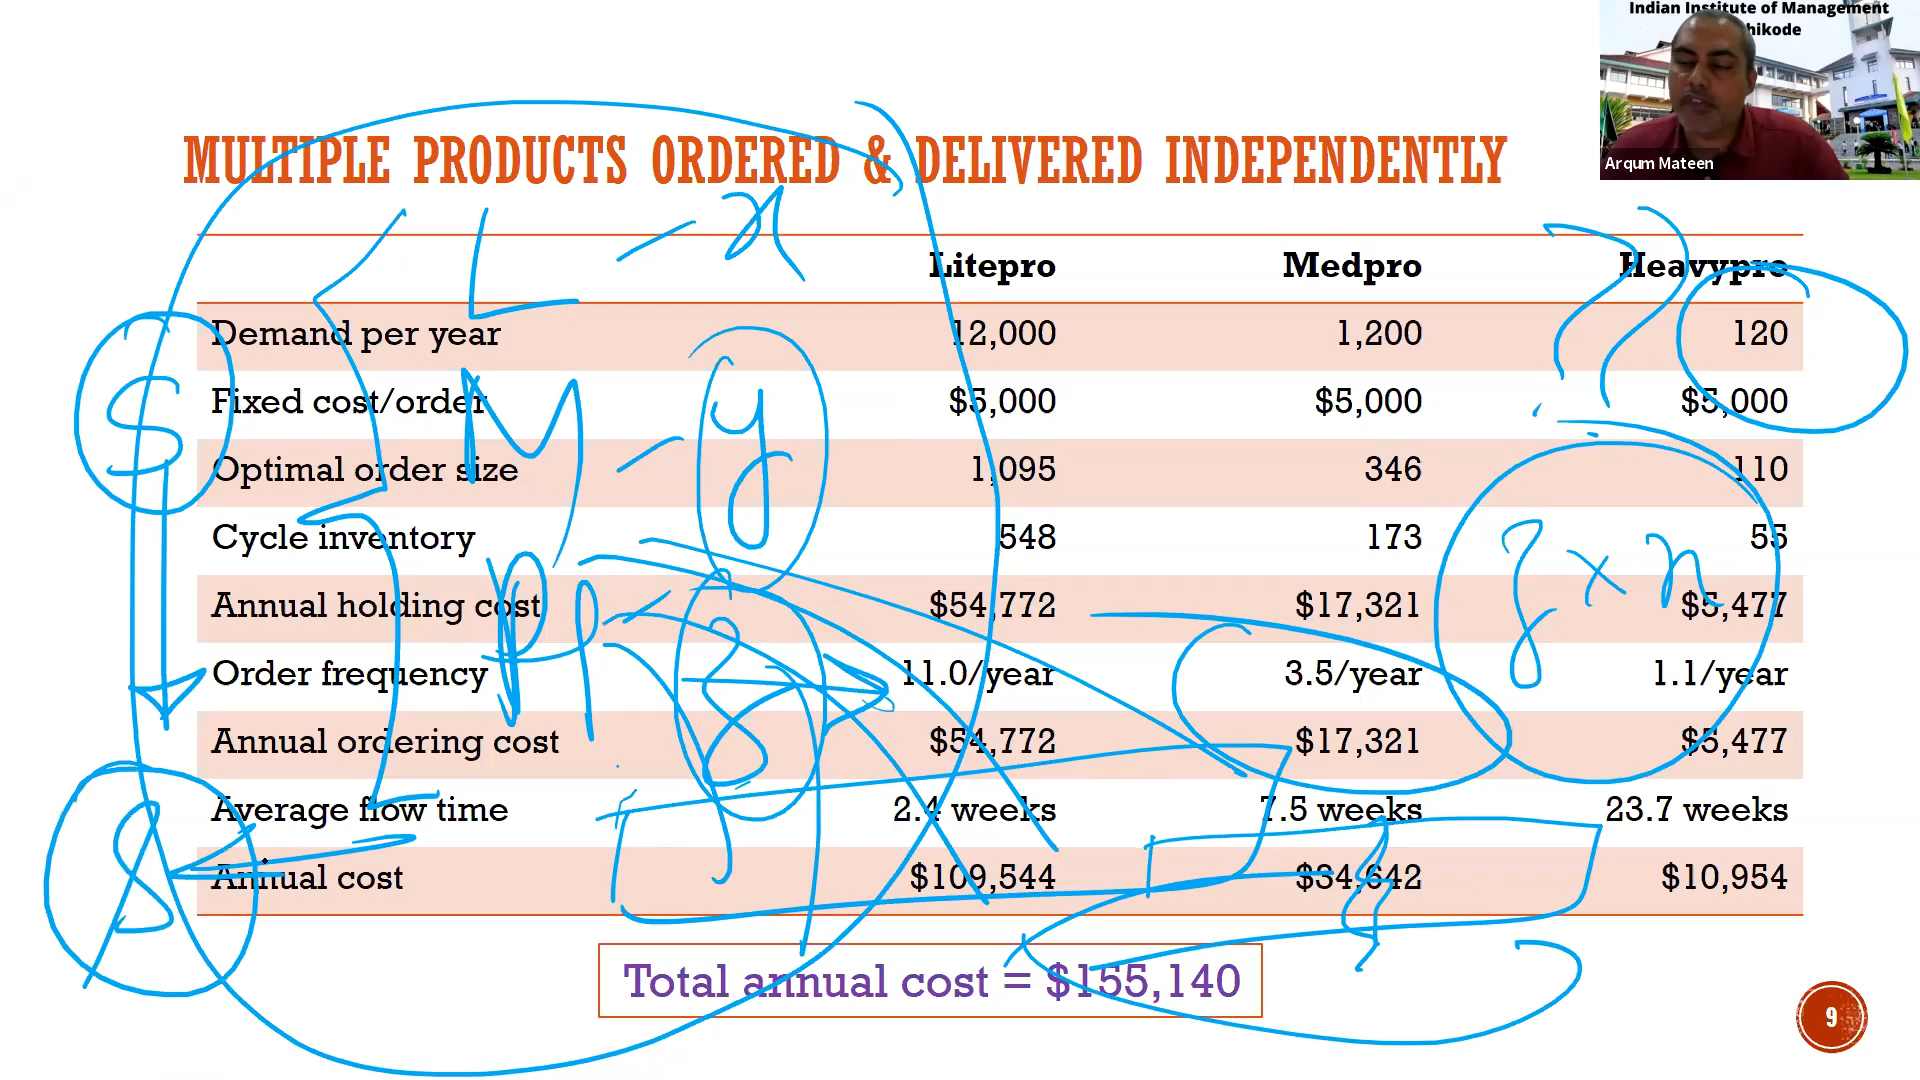 Indian Institute of Management
hikode
Arqum Mateen
MULTIPLE PRODUCTS ORDERED & DELIVERED INDEPENDENTLY
Litepro Medpro Heavypro
Demand per year 12,000 1,200 120
Fixed cost/order $5,000 $5,000 $5,000
Optimal order size 1,095 346 110
Cycle inventory 548 173 55
Annual holding cost $54,772 $17,321 $5,477
Order frequency 11.0/year 3.5/year 1.1/year
Annual ordering cost $54,772 $17,321 $5,477
Average flow time 2.4 weeks 7.5 weeks 23.7 weeks
Annual cost $109,544 $34,642 $10,954
Total annual cost = $155,140
9
L - x
M - y